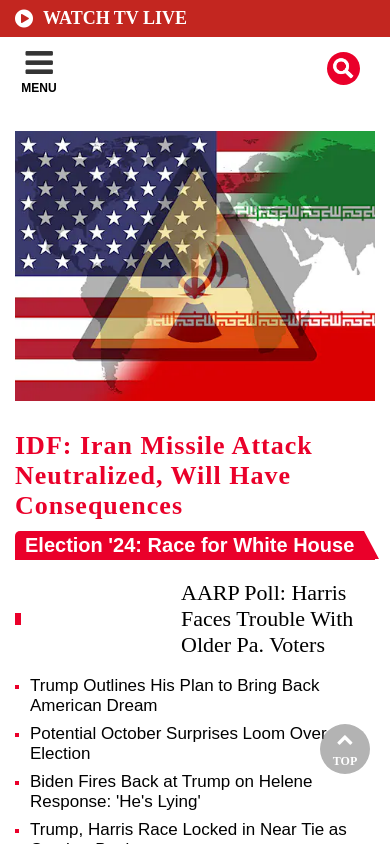 WATCH TV LIVE
MENU
IDF: Iran Missile Attack
Neutralized, Will Have
Consequences
Election '24: Race for White House
AARP Poll: Harris
Faces Trouble With
Older Pa. Voters
Trump Outlines His Plan to Bring Back
American Dream
Potential October Surprises Loom Over
Election
Biden Fires Back at Trump on Helene
Response: 'He's Lying'
TOP
Trump, Harris Race Locked in Near Tie as